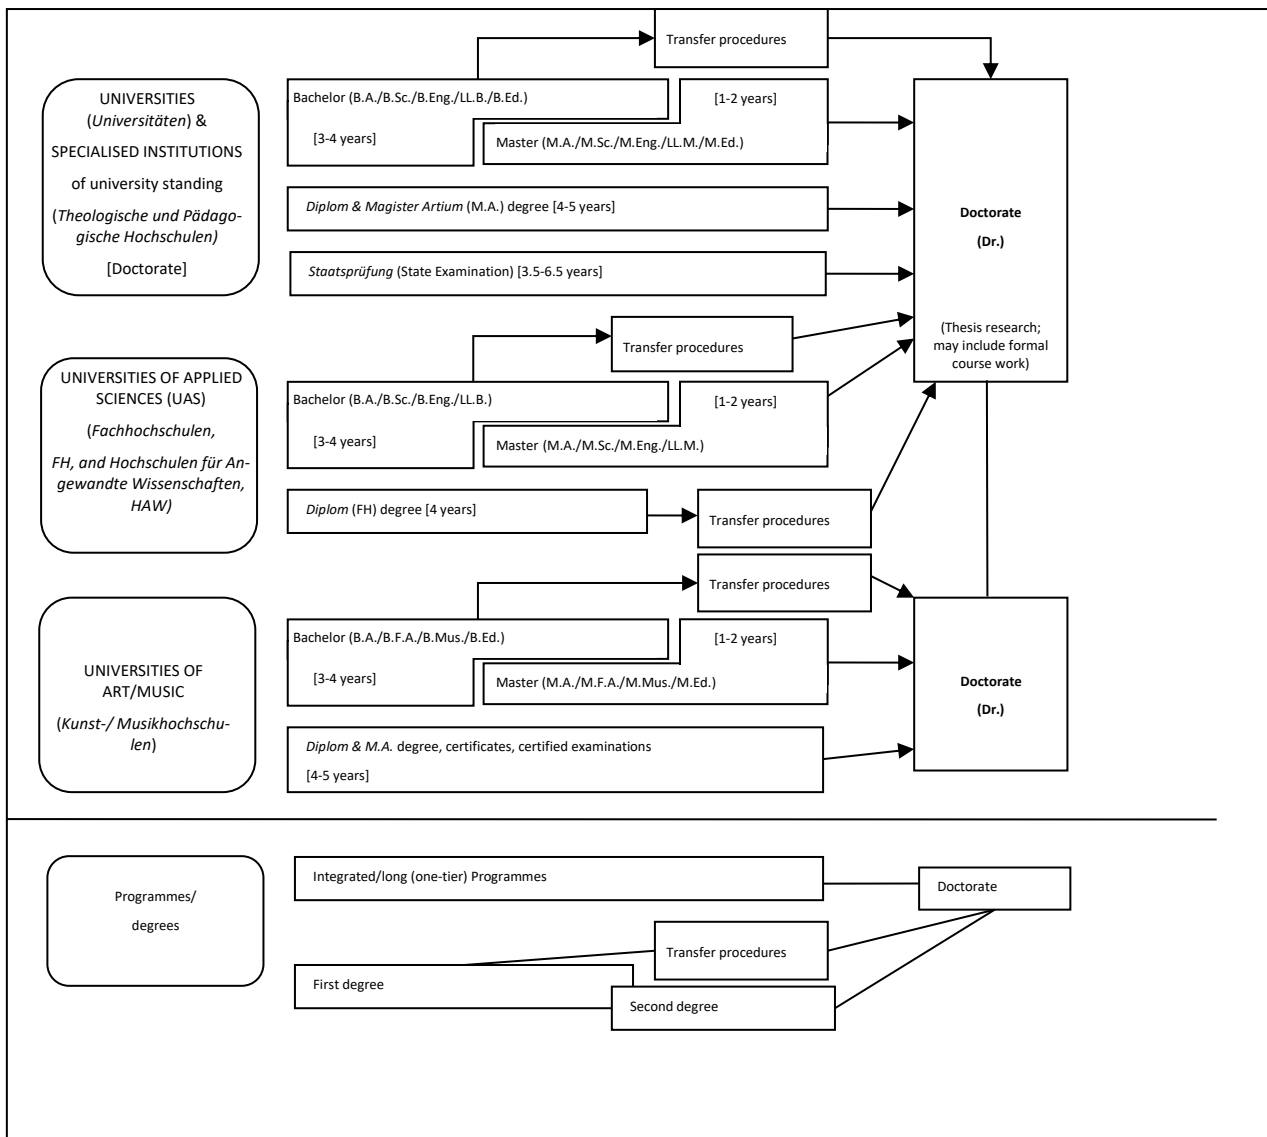 Transfer procedures
UNIVERSITIES
(Universitäten) &
SPECIALISED INSTITUTIONS
of university standing
(Theologische und Pädago-
gische Hochschulen)
[Doctorate]
Bachelor (B.A./B.Sc./B.Eng./LL.B./B.Ed.)
[1-2 years]
[3-4 years]
Master (M.A./M.Sc./M.Eng./LL.M./M.Ed.)
Diplom & Magister Artium (M.A.) degree [4-5 years]
Staatsprüfung (State Examination) [3.5-6.5 years]
Doctorate
(Dr.)
(Thesis research;
may include formal
course work)
Transfer procedures
UNIVERSITIES OF APPLIED
SCIENCES (UAS)
(Fachhochschulen,
FH, and Hochschulen für An-
gewandte Wissenschaften,
HAW)
Bachelor (B.A./B.Sc./B.Eng./LL.B.)
[1-2 years]
[3-4 years]
Master (M.A./M.Sc./M.Eng./LL.M.)
Diplom (FH) degree [4 years]
Transfer procedures
Transfer procedures
UNIVERSITIES OF
ART/MUSIC
(Kunst-/ Musikhochschu-
len)
Bachelor (B.A./B.F.A./B.Mus./B.Ed.)
[1-2 years]
[3-4 years]
Master (M.A./M.F.A./M.Mus./M.Ed.)
Diplom & M.A. degree, certificates, certified examinations
[4-5 years]
Doctorate
(Dr.)
Programmes/
degrees
Integrated/long (one-tier) Programmes
Doctorate
Transfer procedures
First degree
Second degree